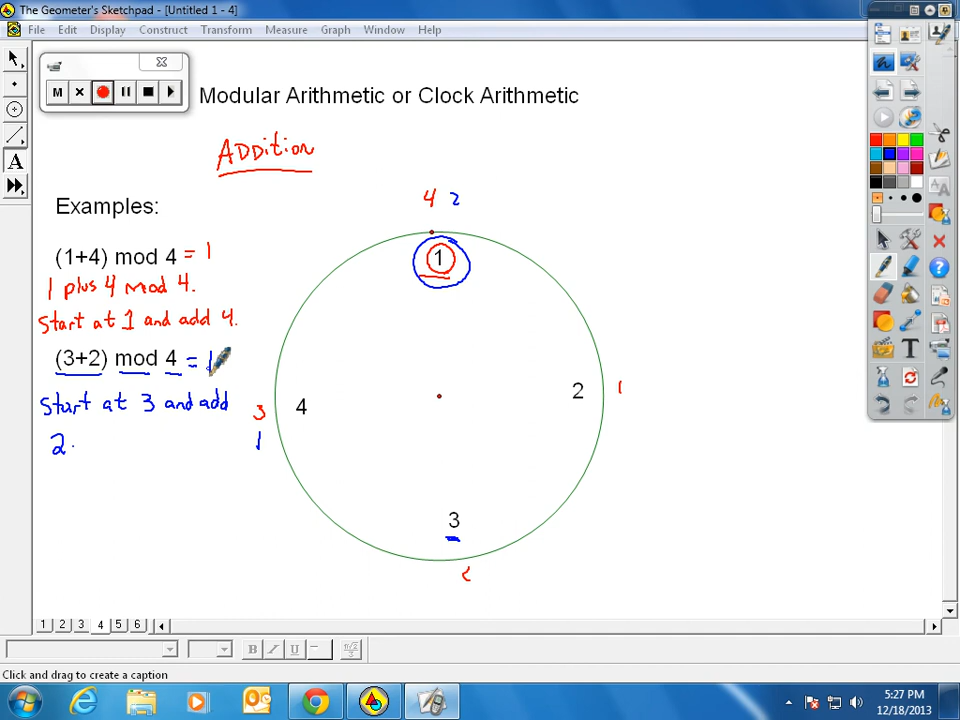 The Geometer's Sketchpad - [Untitled 1 - 4]
File Edit Display Construct Transform Measure Graph Window Help
M
Modular Arithmetic or Clock Arithmetic
A
ADDition
Examples:
4 2
(1+4) mod 4 = 1
1
1 plus 4 mod 4.
start at 1 and add 4.
(3+2) mod 4 = 1
2 1
start at 3 and add
3 4
2.
1
3
1 2 3 4 5 6
B I U
Click and drag to create a caption
5:27 PM
12/18/2013